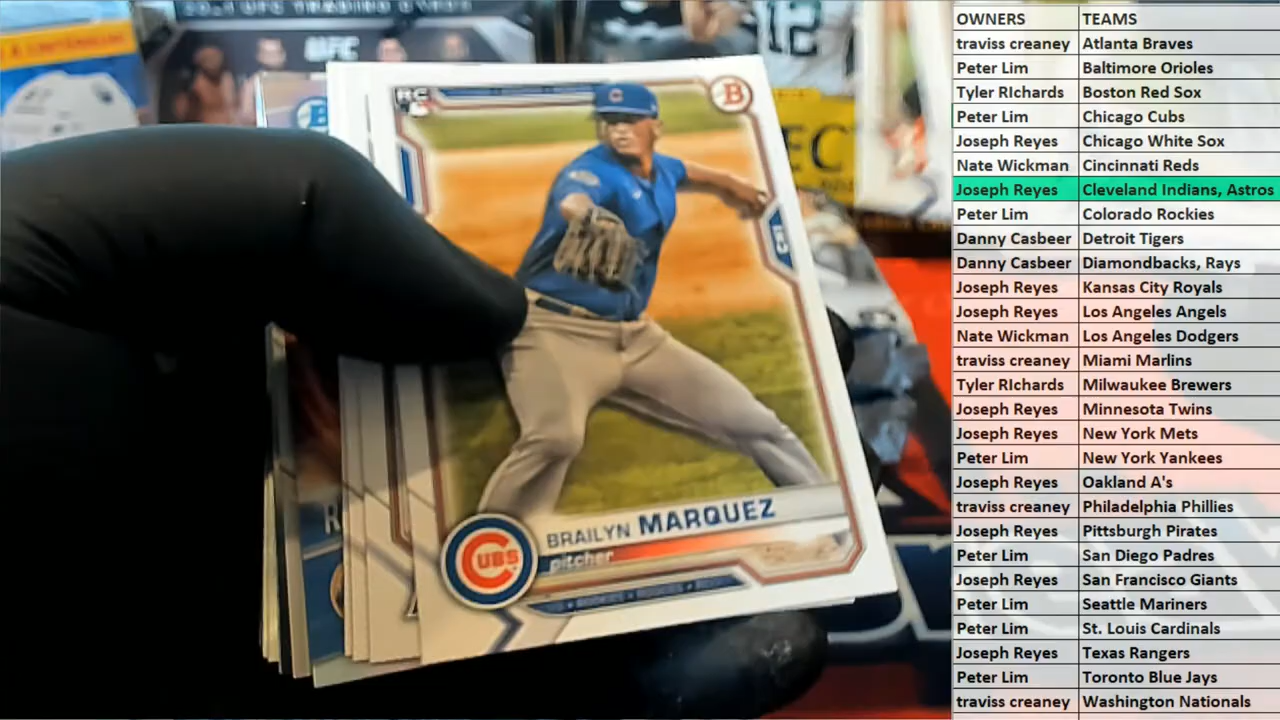 UFC
12
RC
B
BRAILYN MARQUEZ
pitcher
CUBS
OWNERS TEAMS
traviss creaney Atlanta Braves
Peter Lim Baltimore Orioles
Tyler RIchards Boston Red Sox
Peter Lim Chicago Cubs
Joseph Reyes Chicago White Sox
Nate Wickman Cincinnati Reds
Joseph Reyes Cleveland Indians, Astros
Peter Lim Colorado Rockies
Danny Casbeer Detroit Tigers
Danny Casbeer Diamondbacks, Rays
Joseph Reyes Kansas City Royals
Joseph Reyes Los Angeles Angels
Nate Wickman Los Angeles Dodgers
traviss creaney Miami Marlins
Tyler RIchards Milwaukee Brewers
Joseph Reyes Minnesota Twins
Joseph Reyes New York Mets
Peter Lim New York Yankees
Joseph Reyes Oakland A's
traviss creaney Philadelphia Phillies
Joseph Reyes Pittsburgh Pirates
Peter Lim San Diego Padres
Joseph Reyes San Francisco Giants
Peter Lim Seattle Mariners
Peter Lim St. Louis Cardinals
Joseph Reyes Texas Rangers
Peter Lim Toronto Blue Jays
traviss creaney Washington Nationals